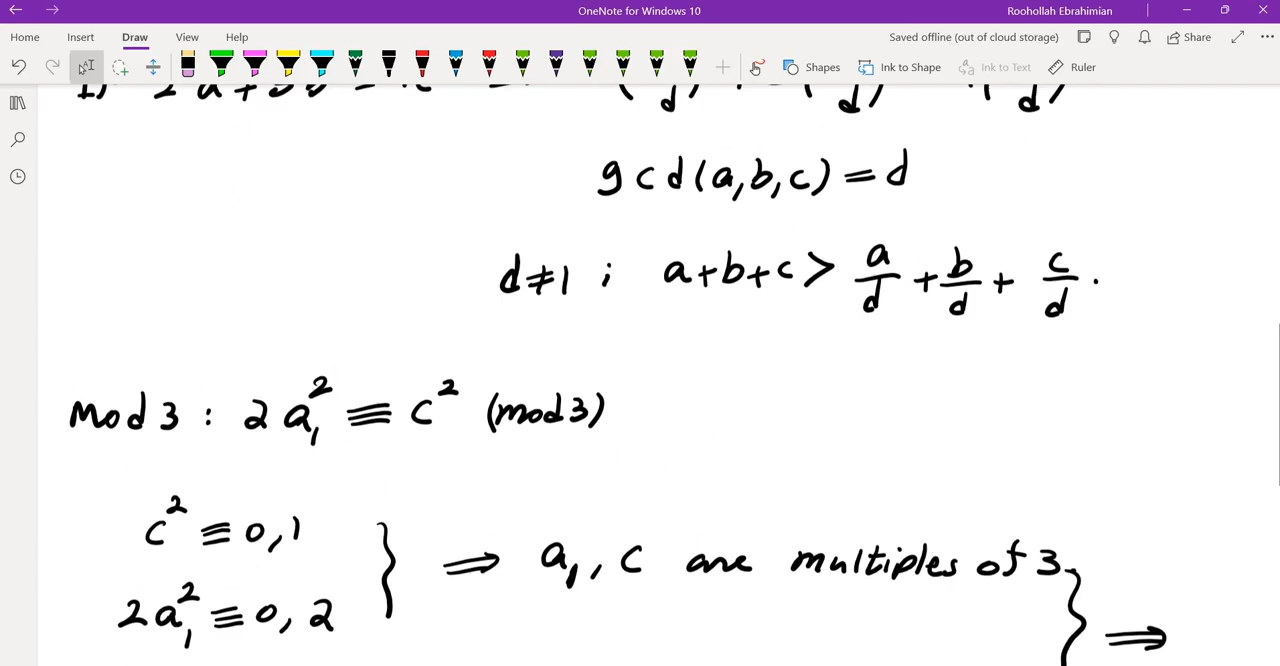 OneNote for Windows 10
Roohollah Ebrahimian
Home Insert Draw View Help
Saved offline (out of cloud storage)
Share
Shapes
Ink to Shape
Ink to Text
Ruler
gcd(a,b,c)=d
d≠1 ; a+b+c > a/d + b/d + c/d .
Mod 3 : 2a₁² ≡ c² (mod 3)
c² ≡ 0,1
2a₁² ≡ 0,2
} ⟹ a₁, c are multiples of 3
} ⟹